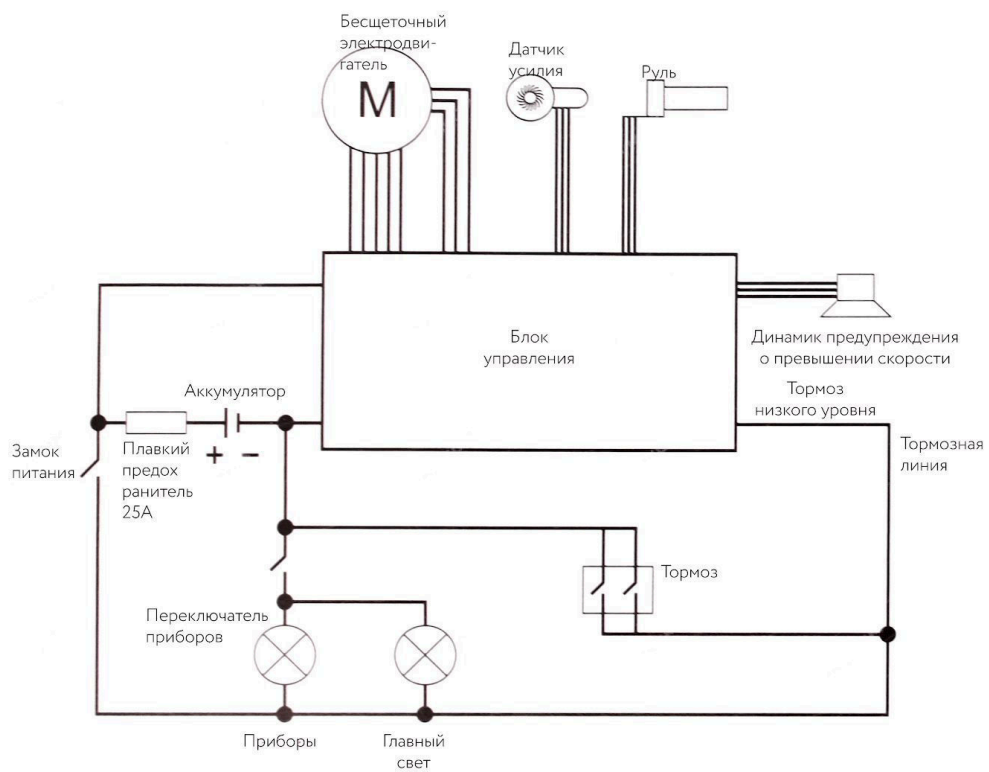 Бесщеточный
электродви-
гатель
M
Датчик
усилия
Руль
Блок
управления
Динамик предупреждения
о превышении скорости
Аккумулятор
+ –
Замок
питания
Плавкий
предох
ранитель
25А
Тормоз
низкого уровня
Тормозная
линия
Тормоз
Переключатель
приборов
Приборы
Главный
свет